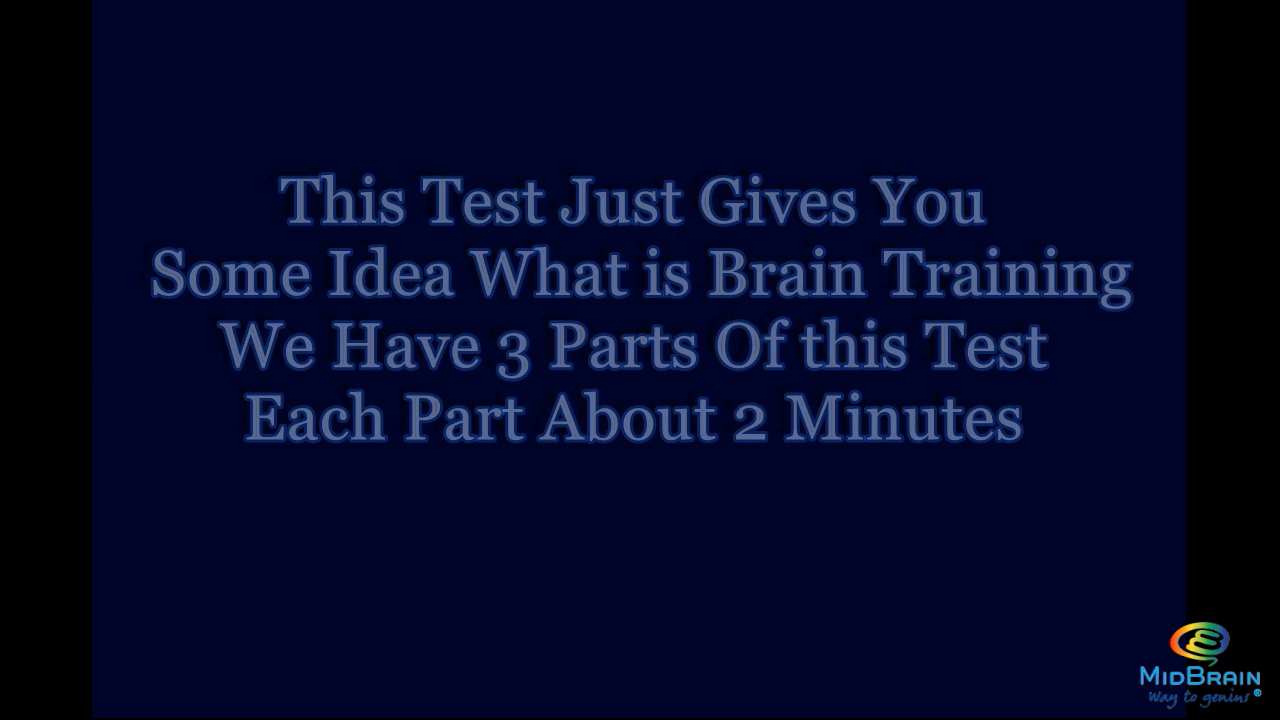 This Test Just Gives You
Some Idea What is Brain Training
We Have 3 Parts Of this Test
Each Part About 2 Minutes
MIDBRAIN
Way to genius ®